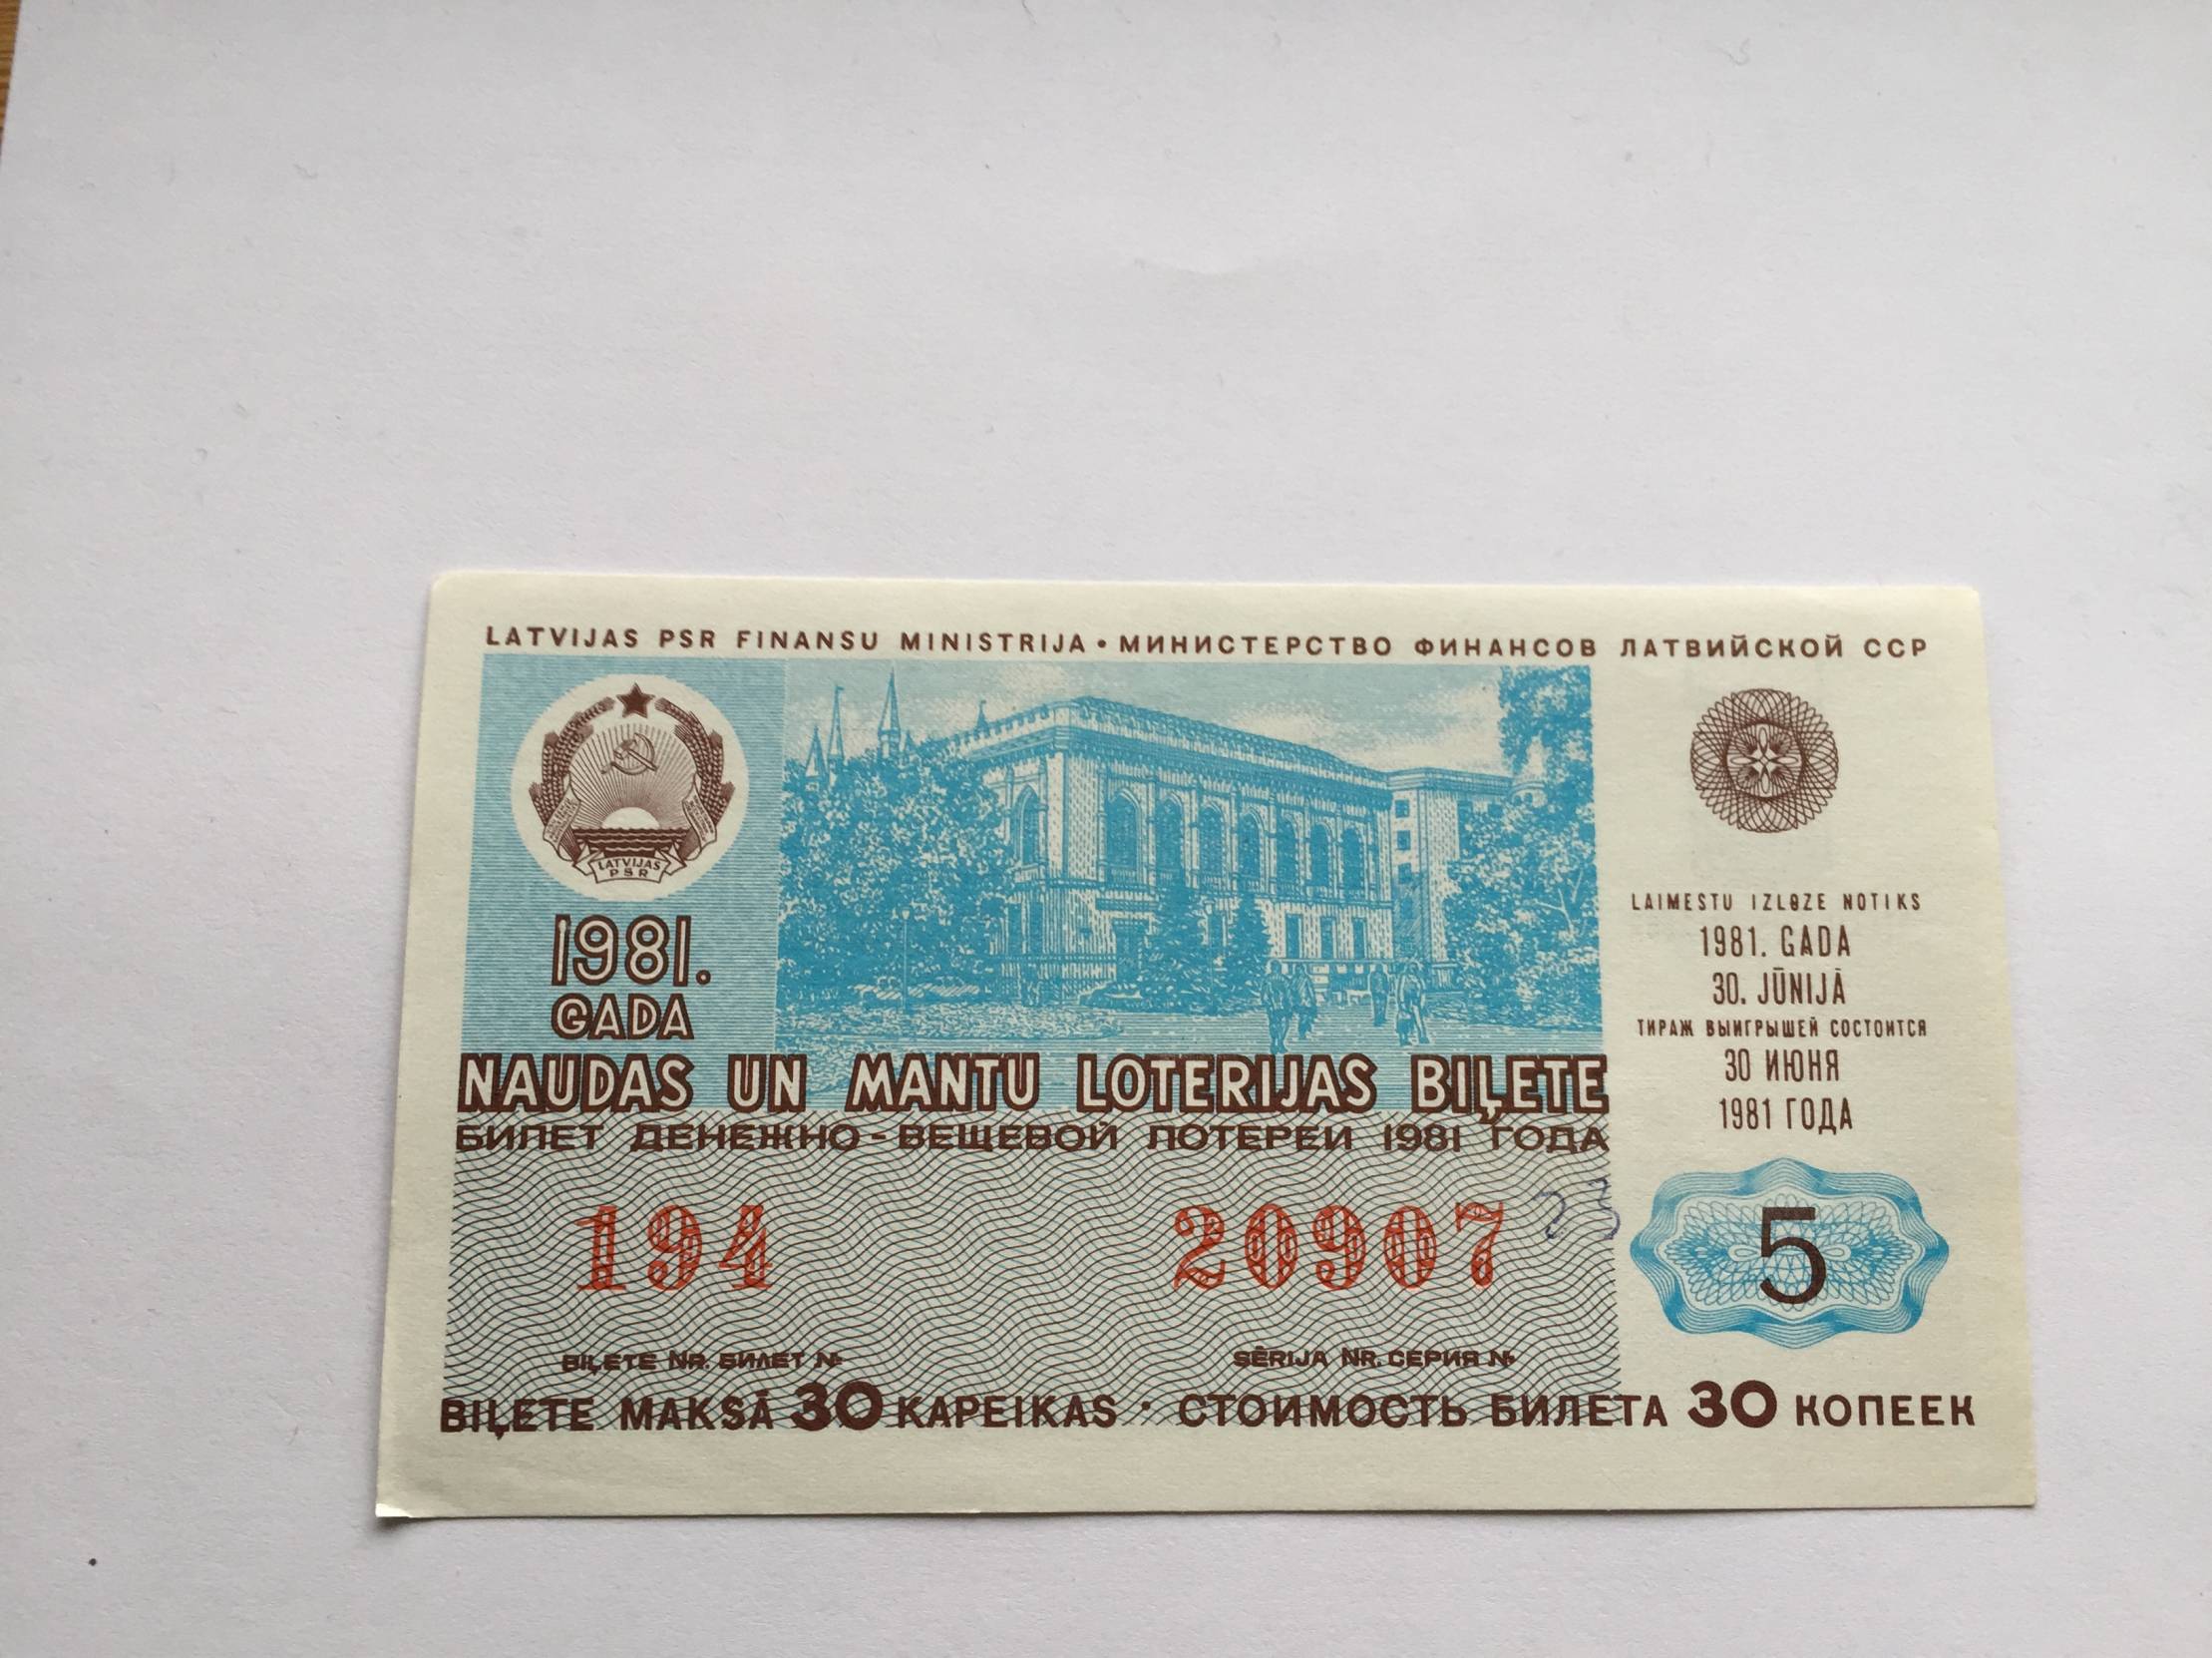 LATVIJAS PSR FINANSU MINISTRIJA • МИНИСТЕРСТВО ФИНАНСОВ ЛАТВИЙСКОЙ ССР
LATVIJAS
PSR
1981.
GADA
NAUDAS UN MANTU LOTERIJAS BIĻETE
БИЛЕТ ДЕНЕЖНО-ВЕЩЕВОЙ ЛОТЕРЕИ 1981 ГОДА
LAIMESTU IZLOZE NOTIKS
1981. GADA
30. JŪNIJĀ
ТИРАЖ ВЫИГРЫШЕЙ СОСТОИТСЯ
30 ИЮНЯ
1981 ГОДА
194 20907 23
5
BIĻETE NR. БИЛЕТ № SĒRIJA NR. СЕРИЯ №
BIĻETE MAKSĀ 30 KAPEIKAS · СТОИМОСТЬ БИЛЕТА 30 КОПЕЕК